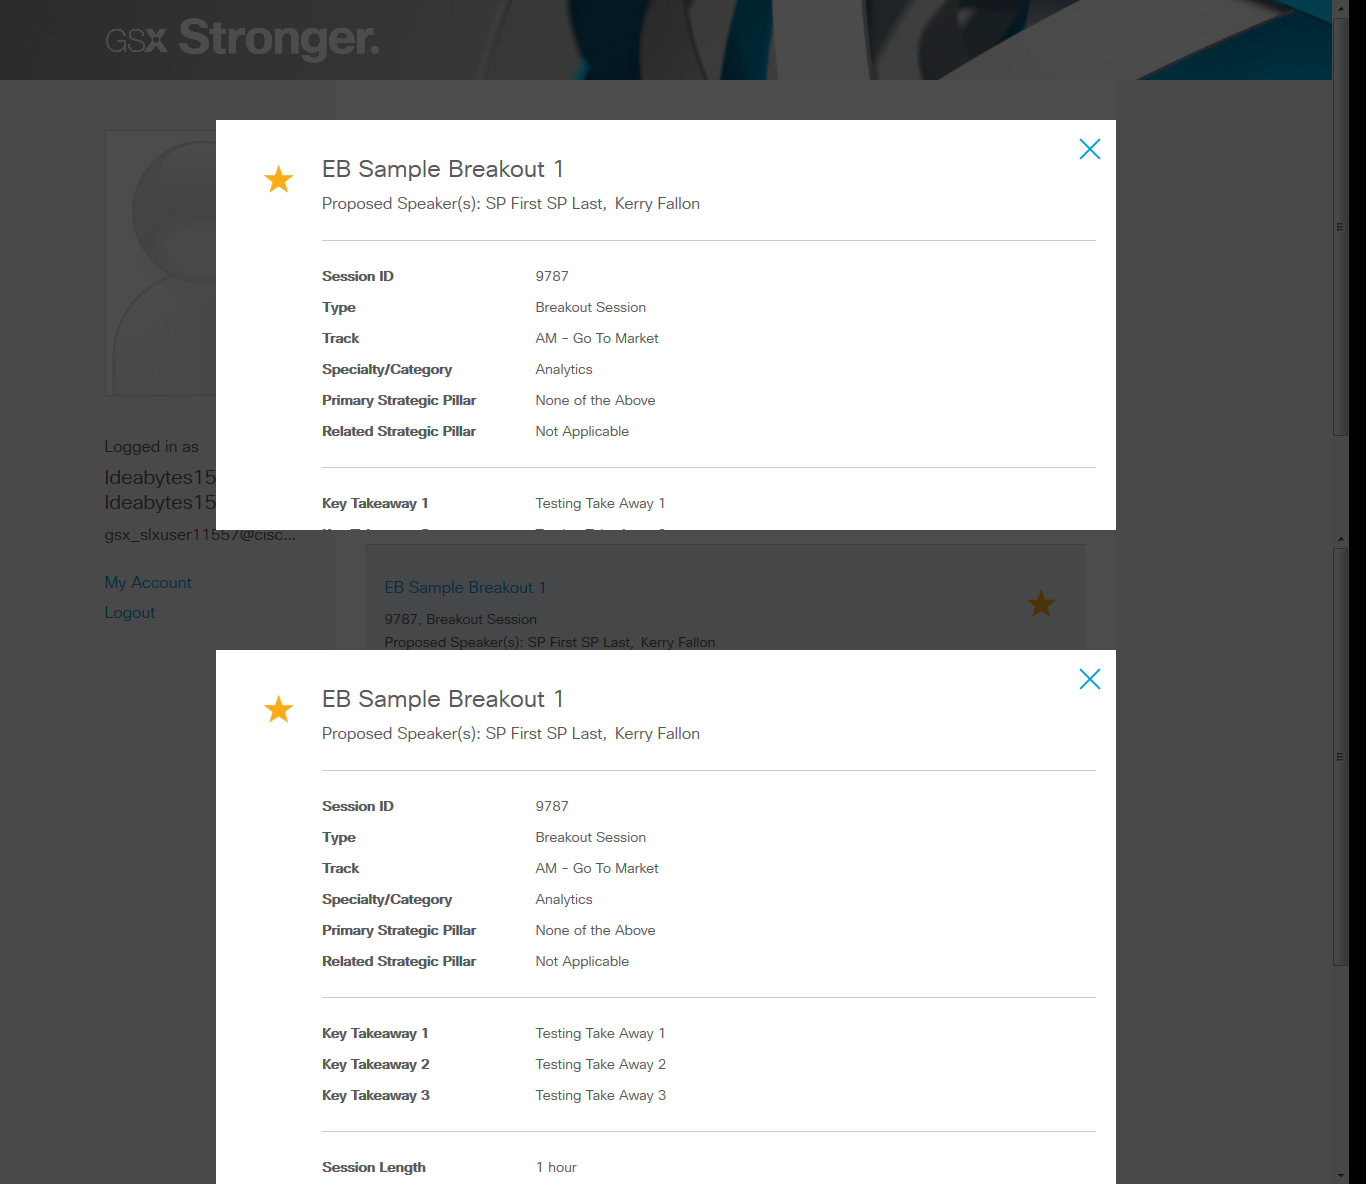 GSX Stronger.
EB Sample Breakout 1
Proposed Speaker(s): SP First SP Last, Kerry Fallon
Session ID 9787
Type Breakout Session
Track AM - Go To Market
Specialty/Category Analytics
Primary Strategic Pillar None of the Above
Related Strategic Pillar Not Applicable
Key Takeaway 1 Testing Take Away 1
Logged in as
Ideabytes15
Ideabytes15
gsx_slxuser11557@cisc...
My Account
Logout
EB Sample Breakout 1
9787, Breakout Session
Proposed Speaker(s): SP First SP Last, Kerry Fallon
EB Sample Breakout 1
Proposed Speaker(s): SP First SP Last, Kerry Fallon
Session ID 9787
Type Breakout Session
Track AM - Go To Market
Specialty/Category Analytics
Primary Strategic Pillar None of the Above
Related Strategic Pillar Not Applicable
Key Takeaway 1 Testing Take Away 1
Key Takeaway 2 Testing Take Away 2
Key Takeaway 3 Testing Take Away 3
Session Length 1 hour